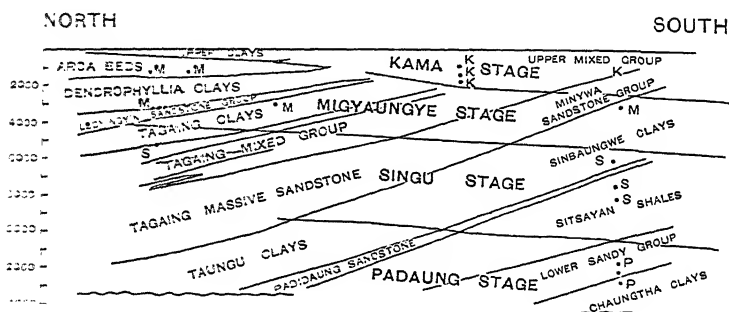 NORTH
SOUTH
UPPER CLAYS
ARCA BEDS .M .M
DENDROPHYLLIA CLAYS
M
SANDSTONE GROUP
TAGAING CLAYS
M
S
TAGAING MIXED GROUP
TAGAING MASSIVE SANDSTONE
TAUNGU CLAYS
PADIDAUNG SANDSTONE
KAMA STAGE
K
K
K
UPPER MIXED GROUP
K
MIGYAUNGYE STAGE
MINYWA
SANDSTONE GROUP
M
SINGU STAGE
SINBAUNGWE CLAYS
S
S
S
SITSAYAN SHALES
PADAUNG STAGE
LOWER SANDY GROUP
P
P
CHAUNGTHA CLAYS
2000
4000